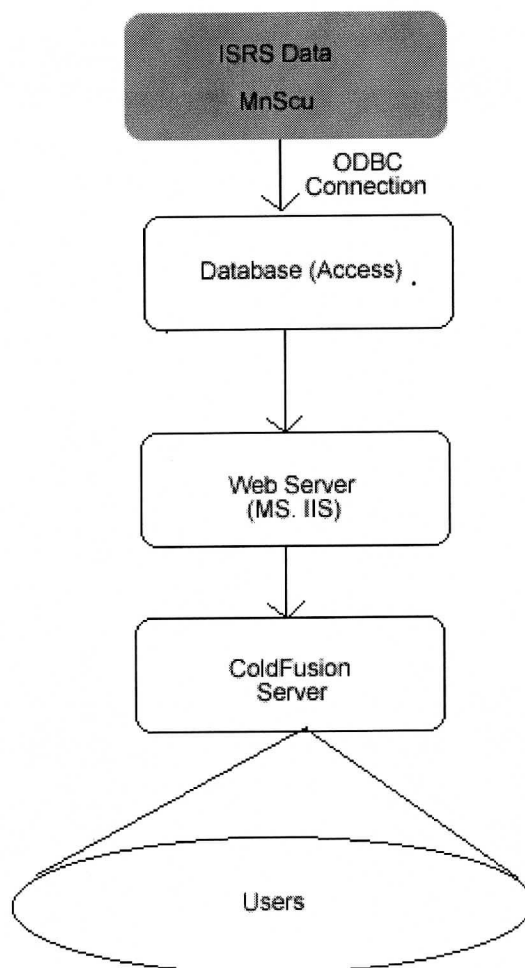 ISRS Data
MnScu
ODBC
Connection
Database (Access)
Web Server
(MS. IIS)
ColdFusion
Server
Users